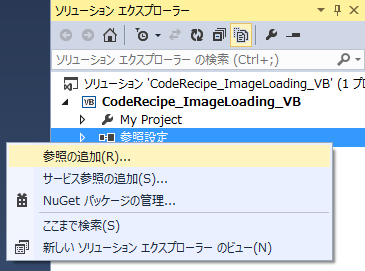 ソリューション エクスプローラー
ソリューション エクスプローラー の検索 (Ctrl+;)
ソリューション 'CodeRecipe_ImageLoading_VB' (1 プ
VB CodeRecipe_ImageLoading_VB
My Project
参照設定
参照の追加(R)...
サービス参照の追加(S)...
NuGet パッケージの管理...
ここまで検索(S)
新しい ソリューション エクスプローラー のビュー(N)